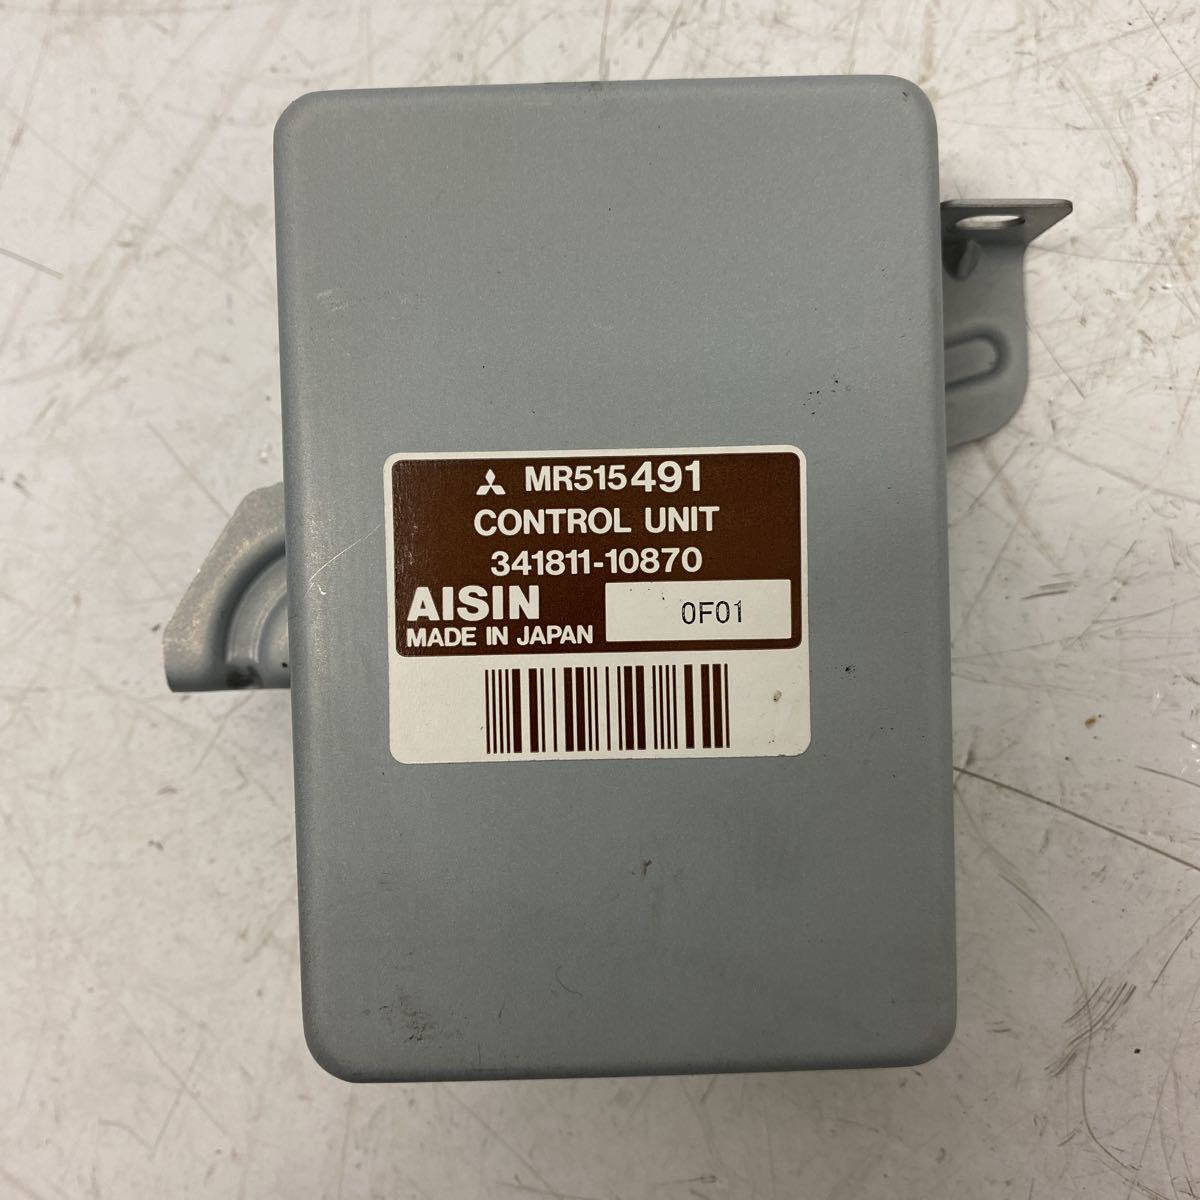 MR515491
CONTROL UNIT
341811-10870
AISIN
MADE IN JAPAN
0F01